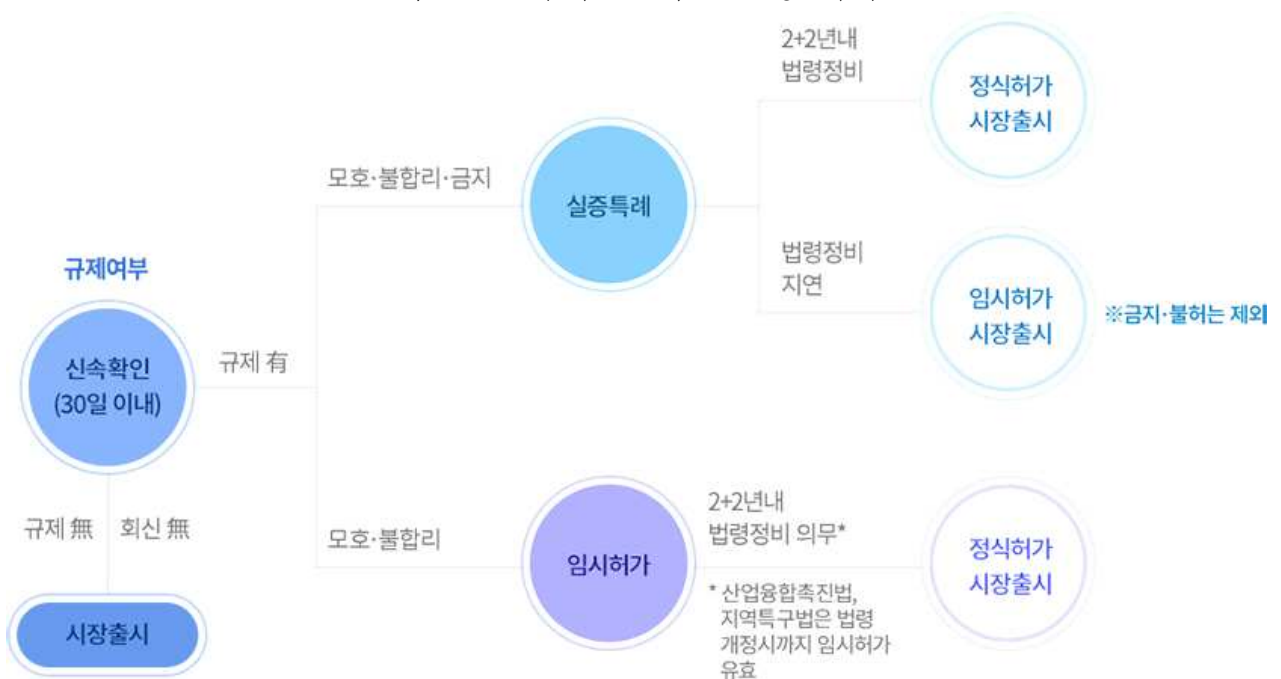 2+2년내
법령정비
정식허가
시장출시
모호·불합리·금지
실증특례
법령정비
지연
임시허가
시장출시
※금지·불허는 제외
규제여부
신속확인
(30일 이내)
규제 有
규제 無
회신 無
시장출시
모호·불합리
임시허가
2+2년내
법령정비 의무*
* 산업융합촉진법,
지역특구법은 법령
개정시까지 임시허가
유효
정식허가
시장출시